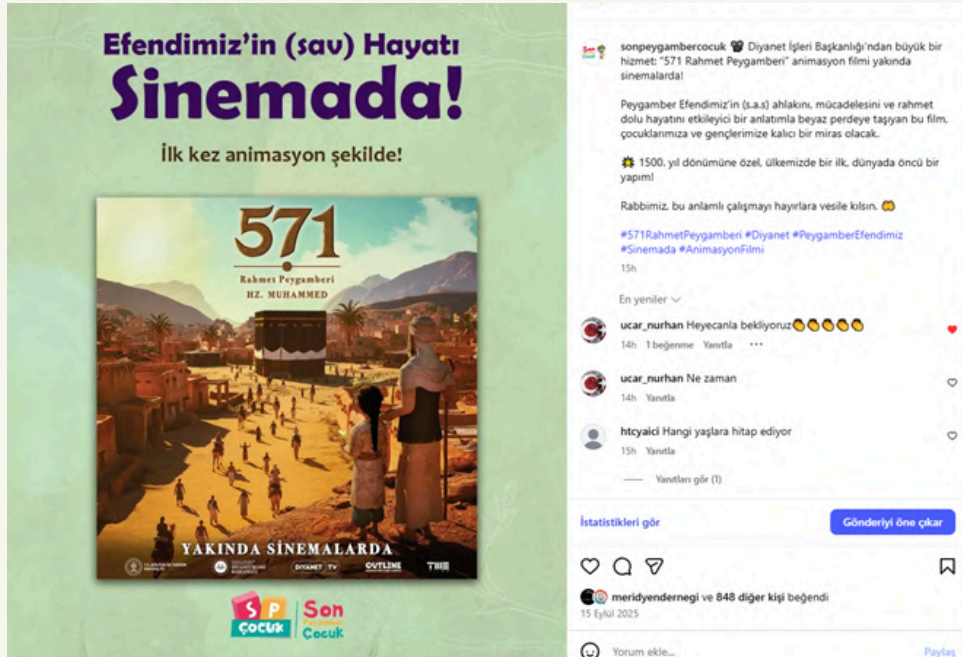 Efendimiz'in (sav) Hayatı
Sinemada!
İlk kez animasyon şekilde!
571
Rahmet Peygamberi
HZ. MUHAMMED
YAKINDA SİNEMALARDA
DİYANET TV
OUTLINE
SP
ÇOCUK
Son
Peygamber
Çocuk
sonpeygambercocuk 📽 Diyanet İşleri Başkanlığı'ndan büyük bir
hizmet: "571 Rahmet Peygamberi" animasyon filmi yakında
sinemalarda!
Peygamber Efendimiz'in (s.a.s) ahlakını, mücadelesini ve rahmet
dolu hayatını etkileyici bir anlatımla beyaz perdeye taşıyan bu film,
çocuklarımıza ve gençlerimize kalıcı bir miras olacak.
💥 1500. yıl dönümüne özel, ülkemizde bir ilk, dünyada öncü bir
yapım!
Rabbimiz, bu anlamlı çalışmayı hayırlara vesile kılsın. 🤲
#571RahmetPeygamberi #Diyanet #PeygamberEfendimiz
#Sinemada #AnimasyonFilmi
15h
En yeniler
ucar_nurhan Heyecanla bekliyoruz👏👏👏👏👏
14h 1 beğenme Yanıtla ...
ucar_nurhan Ne zaman
14h Yanıtla
htcyaici Hangi yaşlara hitap ediyor
15h Yanıtla
Yanıtları gör (1)
İstatistikleri gör
Gönderiyi öne çıkar
meridyendernegi ve 848 diğer kişi beğendi
15 Eylül 2025
Yorum ekle...
Paylaş